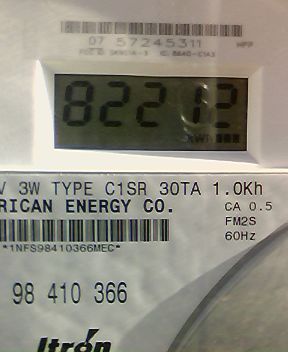 07 57245311
82212
KWH
V 3W TYPE C1SR 30TA 1.0Kh
RICAN ENERGY CO. CA 0.5
FM2S
*1NFS98410366MEC* 60Hz
98 410 366
Itrón